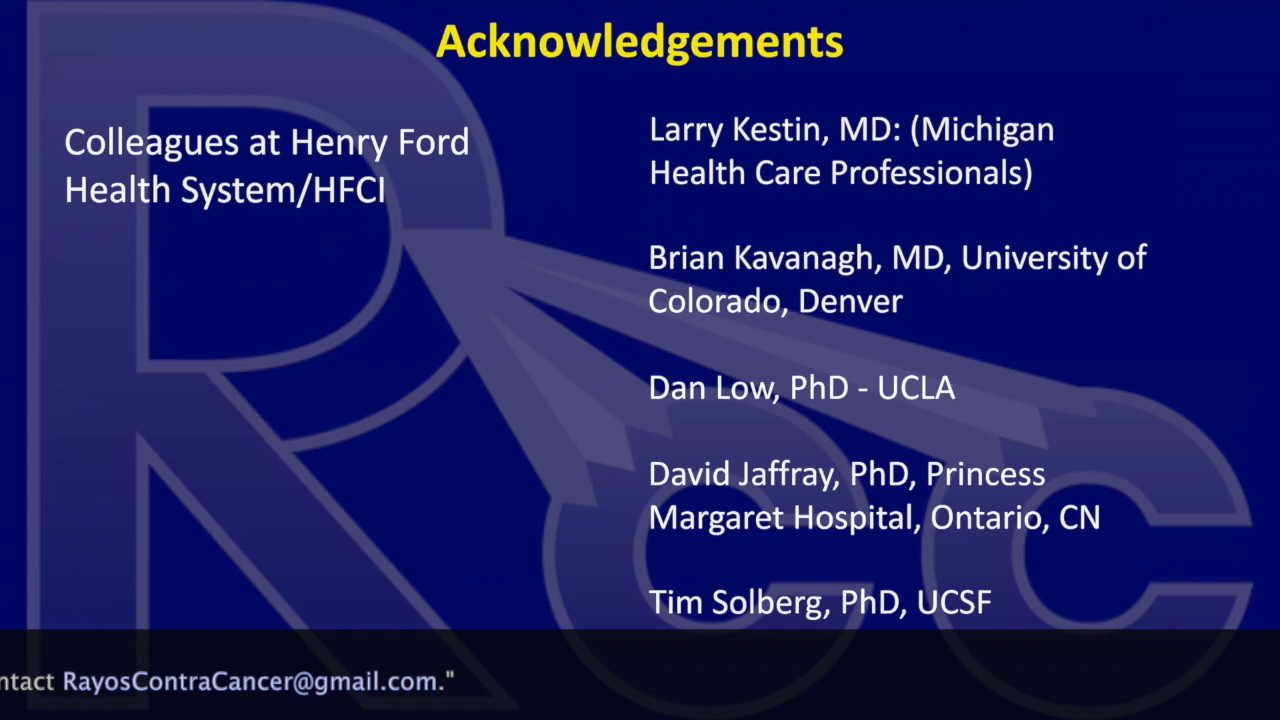 Acknowledgements
Colleagues at Henry Ford
Health System/HFCI
Larry Kestin, MD: (Michigan
Health Care Professionals)
Brian Kavanagh, MD, University of
Colorado, Denver
Dan Low, PhD - UCLA
David Jaffray, PhD, Princess
Margaret Hospital, Ontario, CN
Tim Solberg, PhD, UCSF
ntact RayosContraCancer@gmail.com."